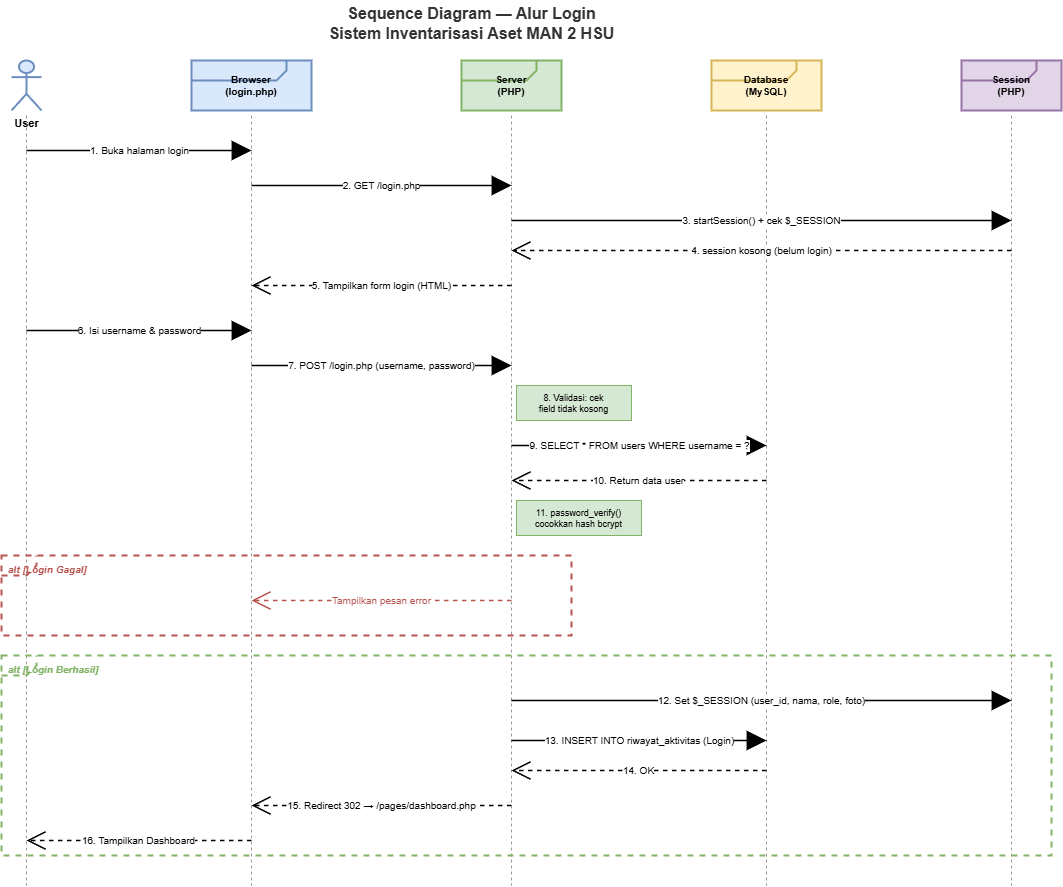 Sequence Diagram — Alur Login
Sistem Inventarisasi Aset MAN 2 HSU
User
Browser
(login.php)
Server
(PHP)
Database
(MySQL)
Session
(PHP)
1. Buka halaman login
2. GET /login.php
3. startSession() + cek $_SESSION
4. session kosong (belum login)
5. Tampilkan form login (HTML)
6. Isi username & password
7. POST /login.php (username, password)
8. Validasi: cek
field tidak kosong
9. SELECT * FROM users WHERE username = ?
10. Return data user
11. password_verify()
cocokkan hash bcrypt
alt [Login Gagal]
Tampilkan pesan error
alt [Login Berhasil]
12. Set $_SESSION (user_id, nama, role, foto)
13. INSERT INTO riwayat_aktivitas (Login)
14. OK
15. Redirect 302 → /pages/dashboard.php
16. Tampilkan Dashboard